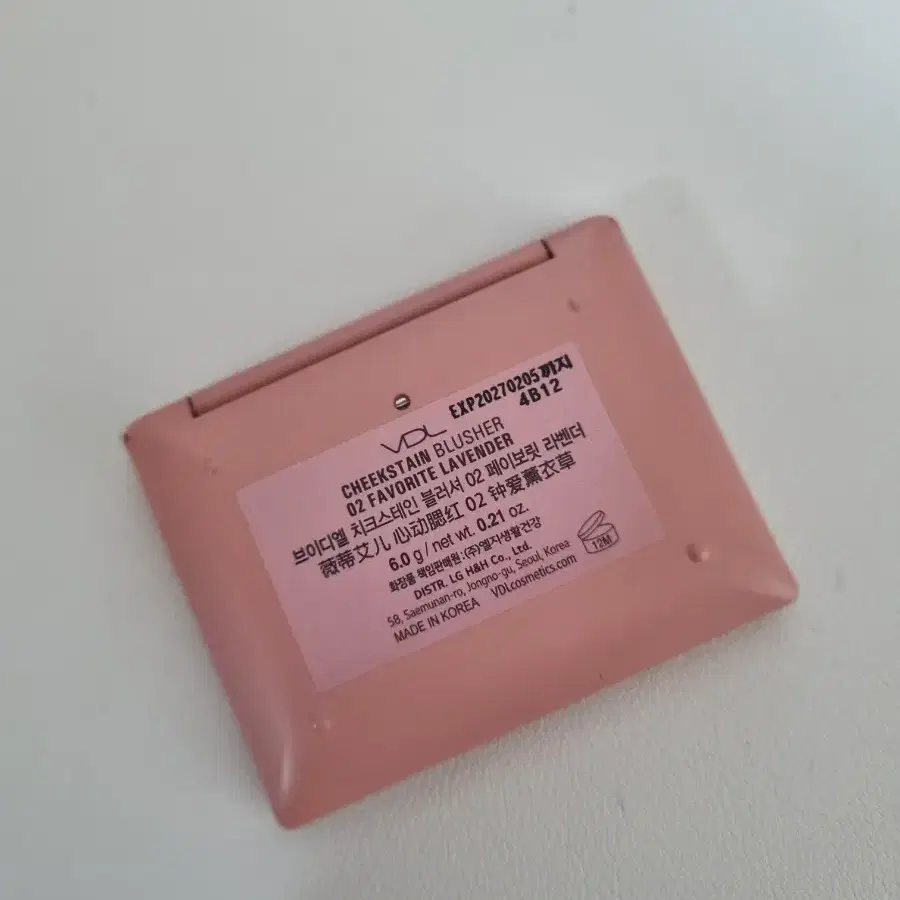 EXP20270205까지
4B12
VDL
CHEEKSTAIN BLUSHER
02 FAVORITE LAVENDER
브이디엘 치크스테인 블러셔 02 페이보릿 라벤더
薇蒂艾儿 心动腮红 02 钟爱薰衣草
6.0 g / net wt. 0.21 oz.
화장품 책임판매원 : (주)엘지생활건강
DISTR. LG H&H Co., Ltd.
58, Saemunan-ro, Jongno-gu, Seoul, Korea
MADE IN KOREA VDLcosmetics.com
12M